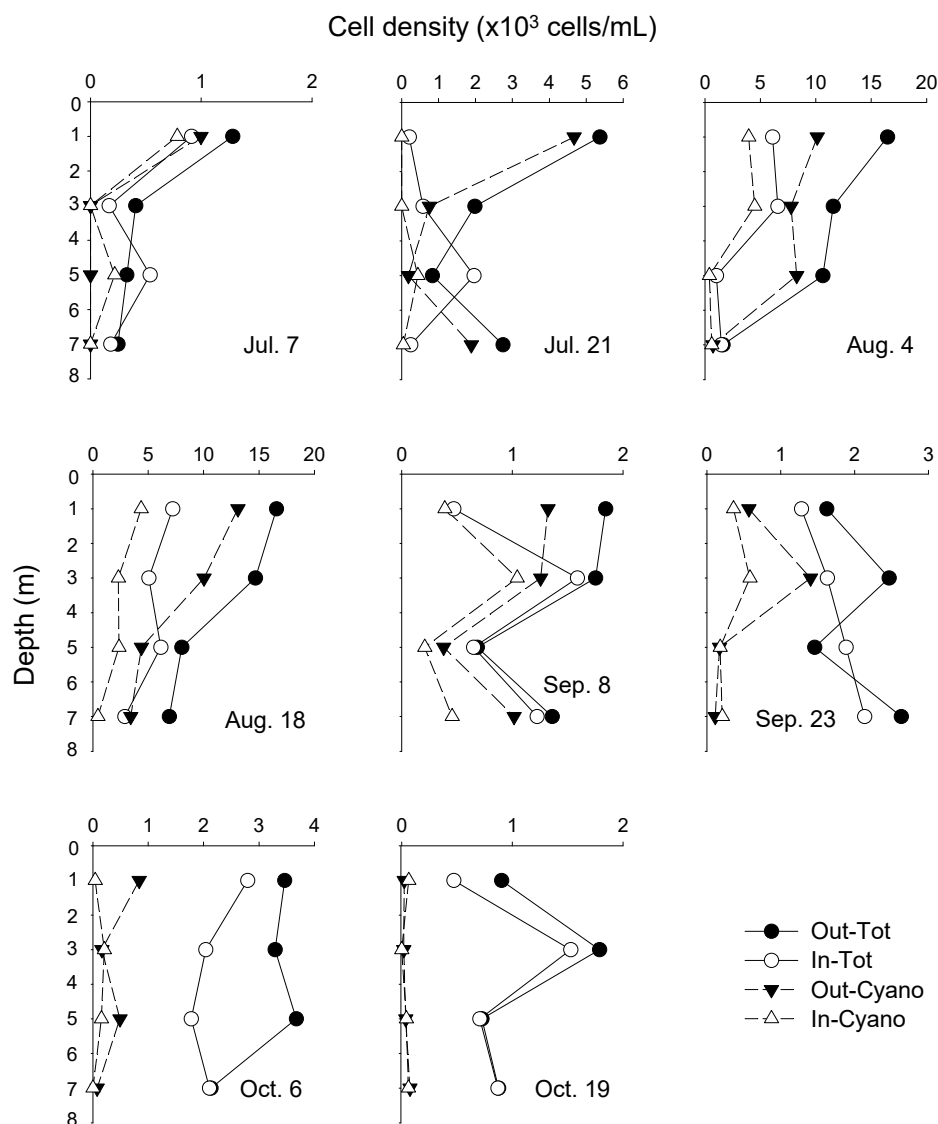 Cell density (x10³ cells/mL)
0 1 2
0 1 2 3 4 5 6
0 5 10 15 20
0
1
2
3
4
5
6
7
8
Jul. 7
Jul. 21
Aug. 4
0 5 10 15 20
0 1 2
0 1 2 3
0
1
2
3
4
5
6
7
8
Depth (m)
Aug. 18
Sep. 8
Sep. 23
0 1 2 3 4
0 1 2
0
1
2
3
4
5
6
7
8
Oct. 6
Oct. 19
Out-Tot
In-Tot
Out-Cyano
In-Cyano